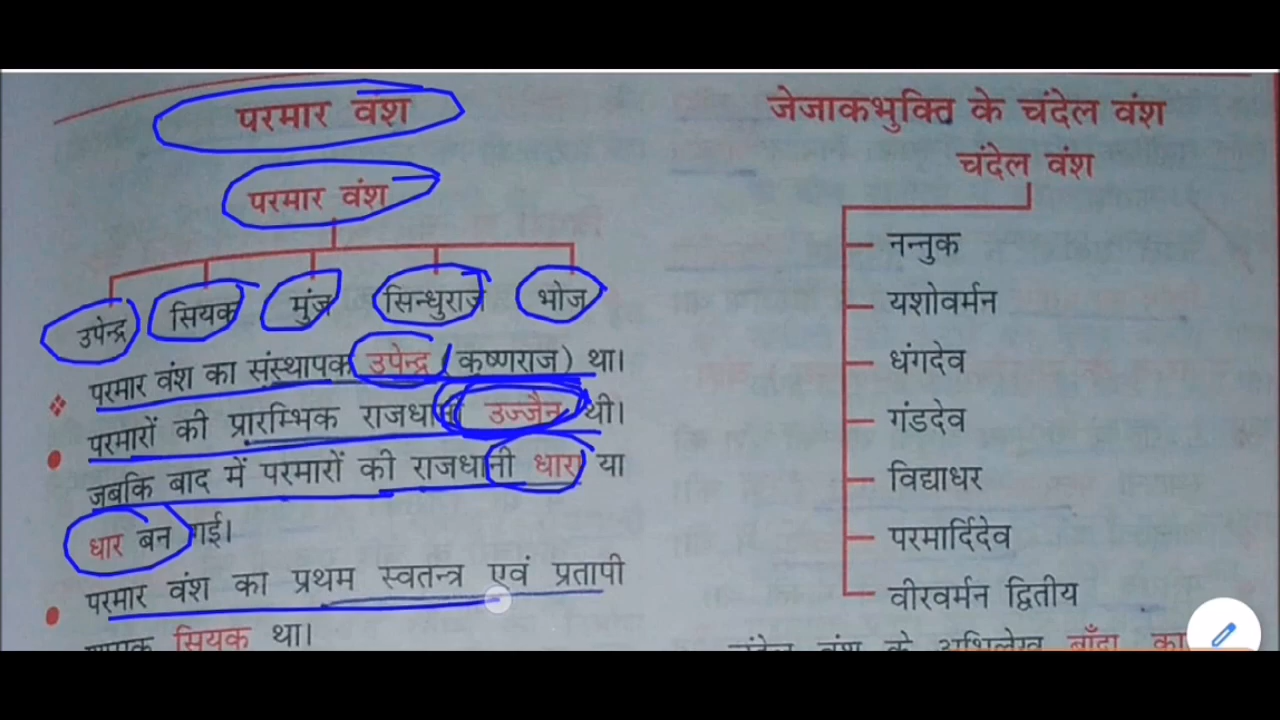 परमार वंश
परमार वंश
उपेन्द्र सियक मुंज सिन्धुराज भोज
परमार वंश का संस्थापक उपेन्द्र (कृष्णराज) था।
परमारों की प्रारम्भिक राजधानी उज्जैन थी।
जबकि बाद में परमारों की राजधानी धारा या
धार बन गई।
परमार वंश का प्रथम स्वतन्त्र एवं प्रतापी
सियक था।
जेजाकभुक्ति के चंदेल वंश
चंदेल वंश
नन्नुक
यशोवर्मन
धंगदेव
गंडदेव
विद्याधर
परमार्दिदेव
वीरवर्मन द्वितीय
चंदेल वंश के अभिलेख बाँदा